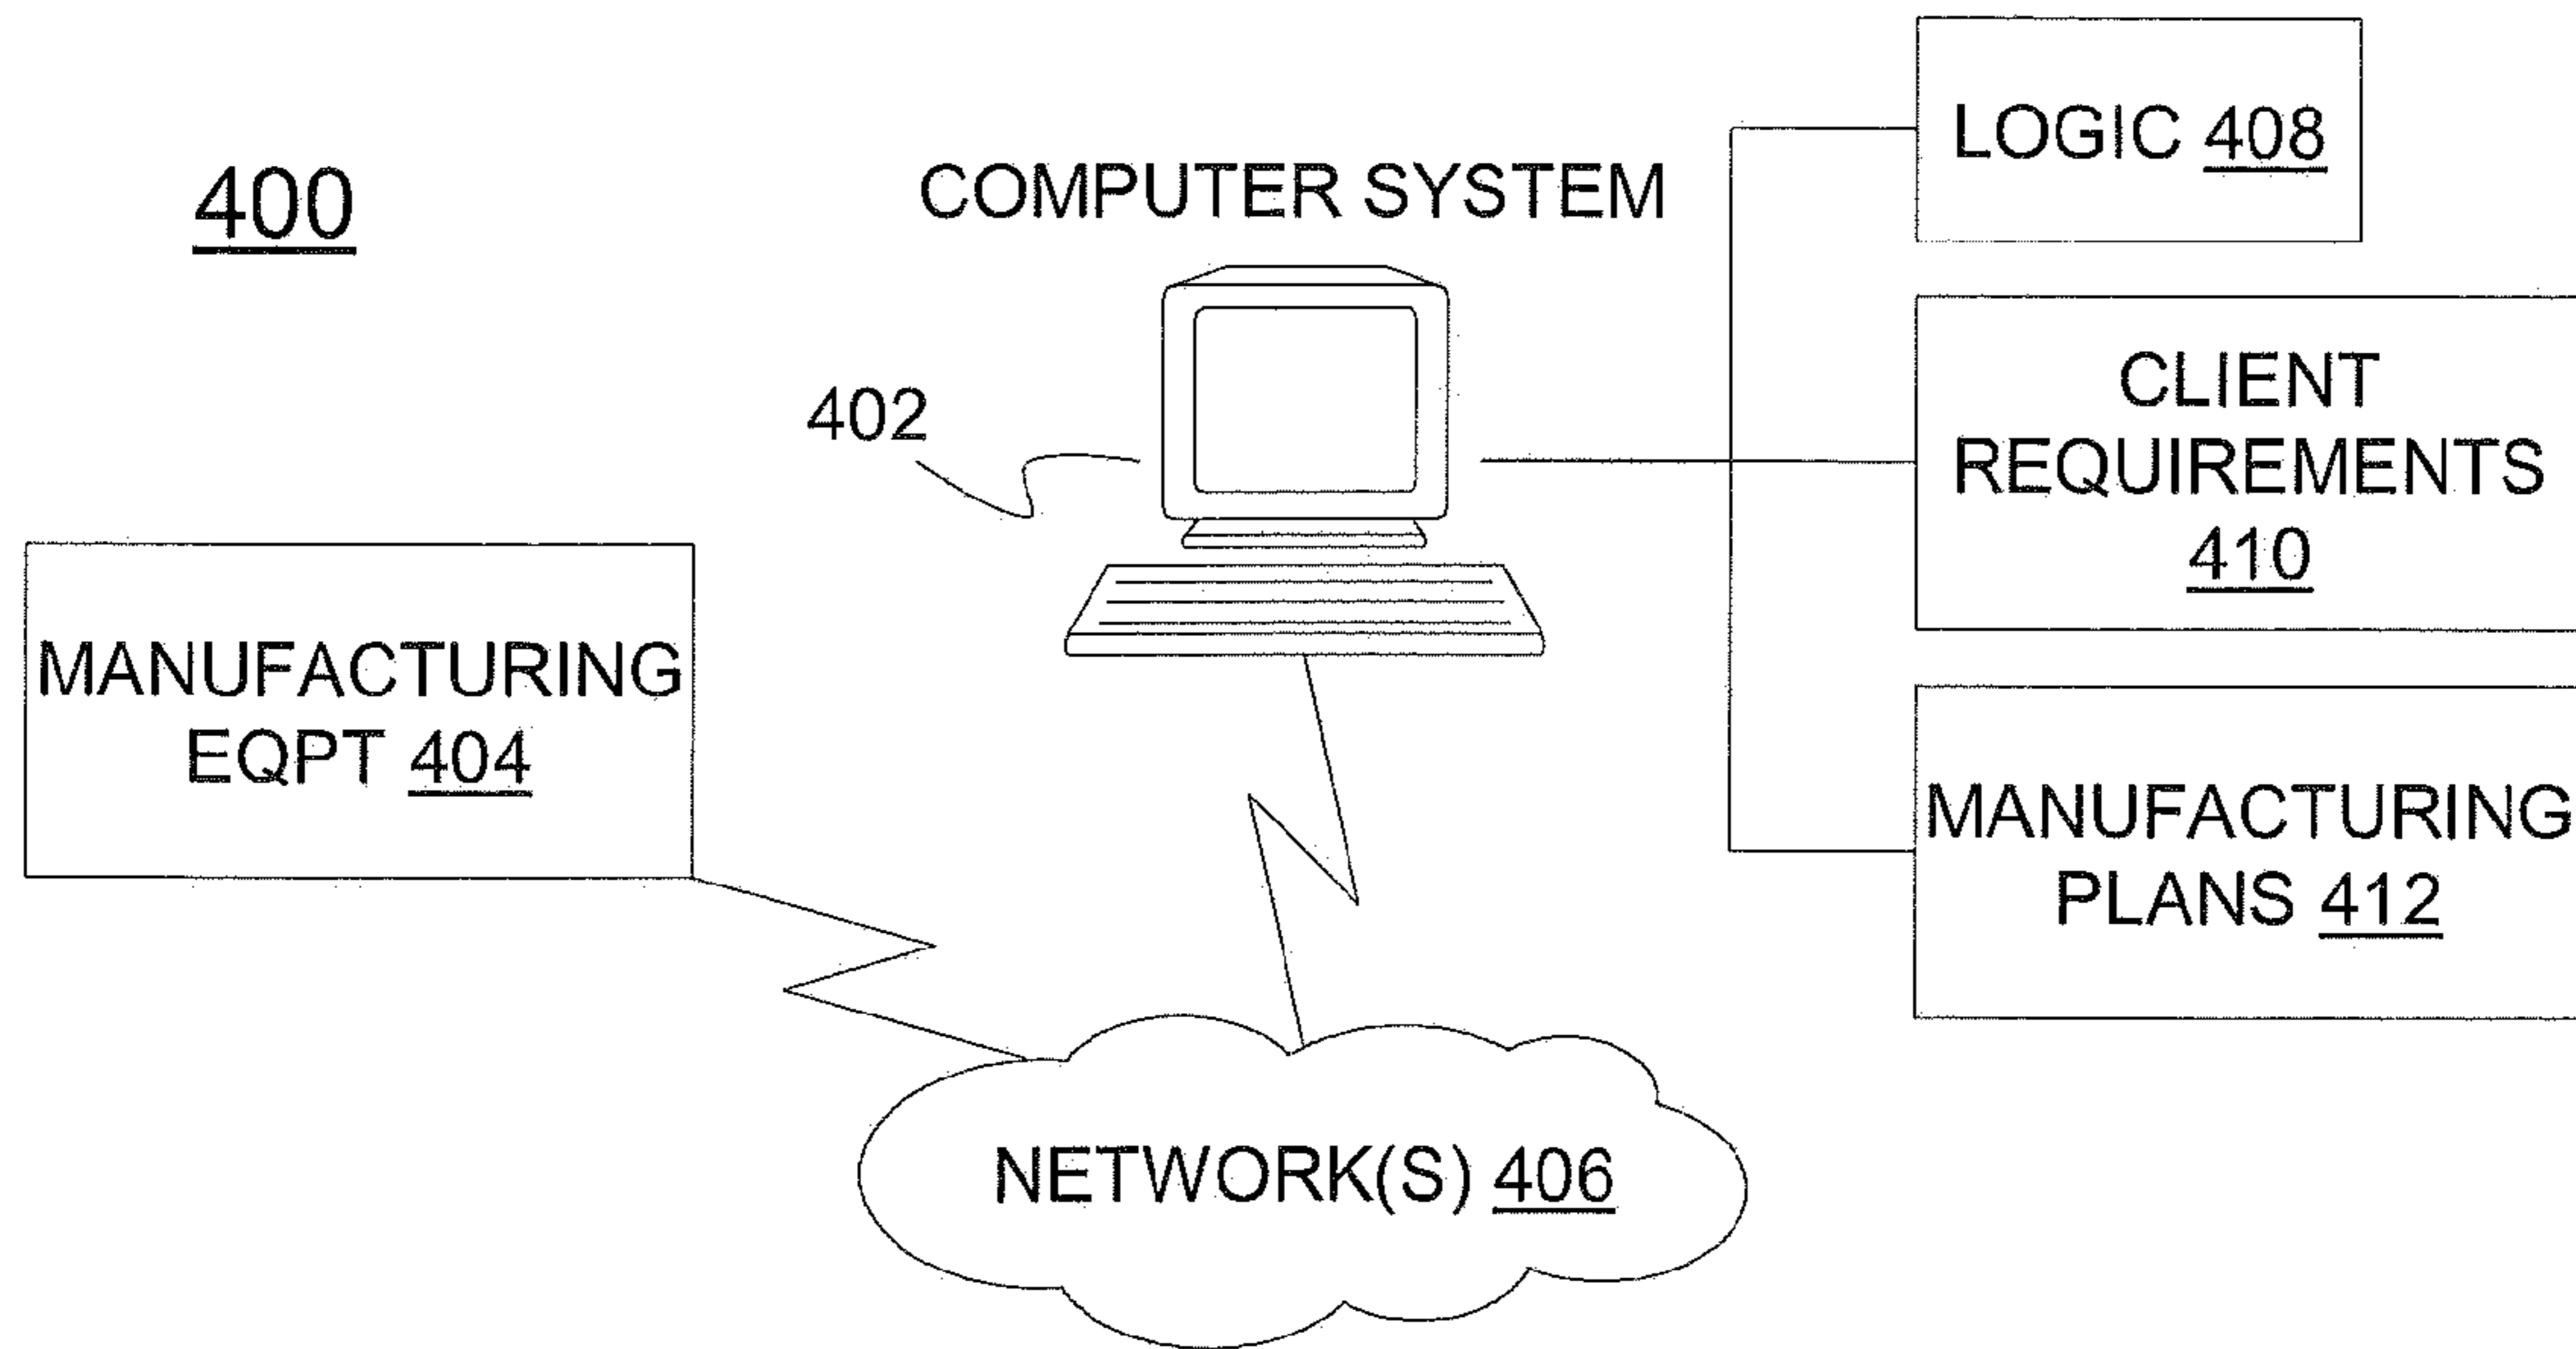 400
COMPUTER SYSTEM
402
MANUFACTURING
EQPT 404
NETWORK(S) 406
LOGIC 408
CLIENT
REQUIREMENTS
410
MANUFACTURING
PLANS 412